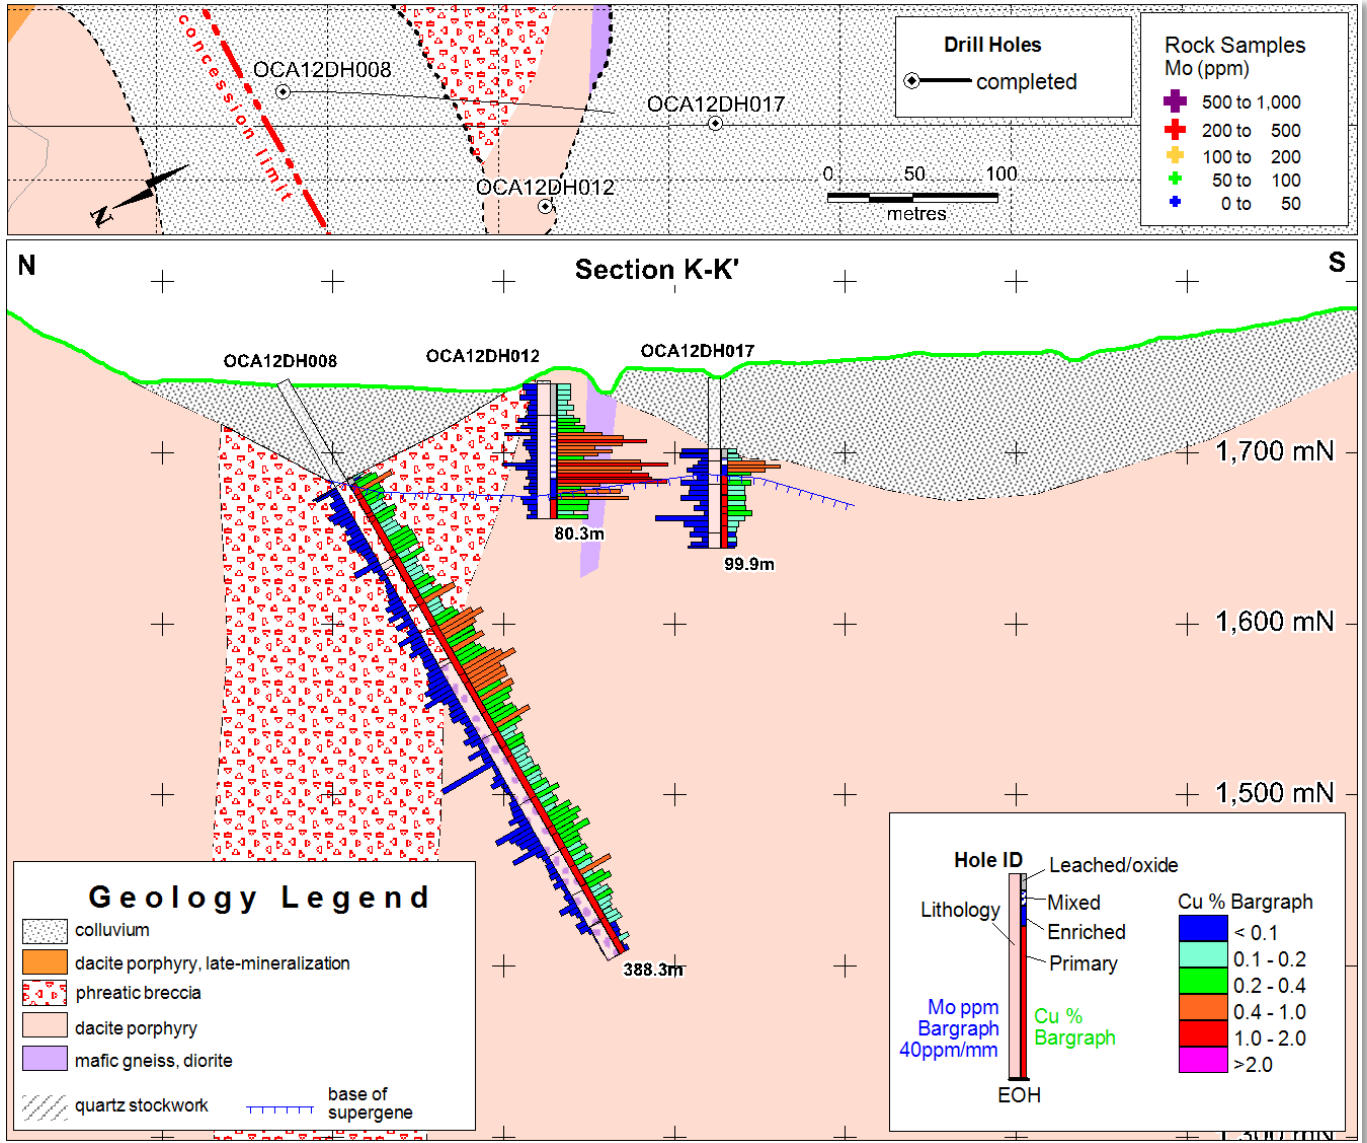 OCA12DH008
OCA12DH017
OCA12DH012
concession limit
N
Drill Holes
completed
0 50 100
metres
Rock Samples
Mo (ppm)
500 to 1,000
200 to 500
100 to 200
50 to 100
0 to 50
N
Section K-K'
S
OCA12DH008
OCA12DH012
OCA12DH017
80.3m
99.9m
388.3m
1,700 mN
1,600 mN
1,500 mN
1,300 mN
Geology Legend
colluvium
dacite porphyry, late-mineralization
phreatic breccia
dacite porphyry
mafic gneiss, diorite
quartz stockwork
base of
supergene
Hole ID
Leached/oxide
Mixed
Lithology
Enriched
Primary
Mo ppm
Bargraph
40ppm/mm
Cu %
Bargraph
EOH
Cu % Bargraph
< 0.1
0.1 - 0.2
0.2 - 0.4
0.4 - 1.0
1.0 - 2.0
>2.0